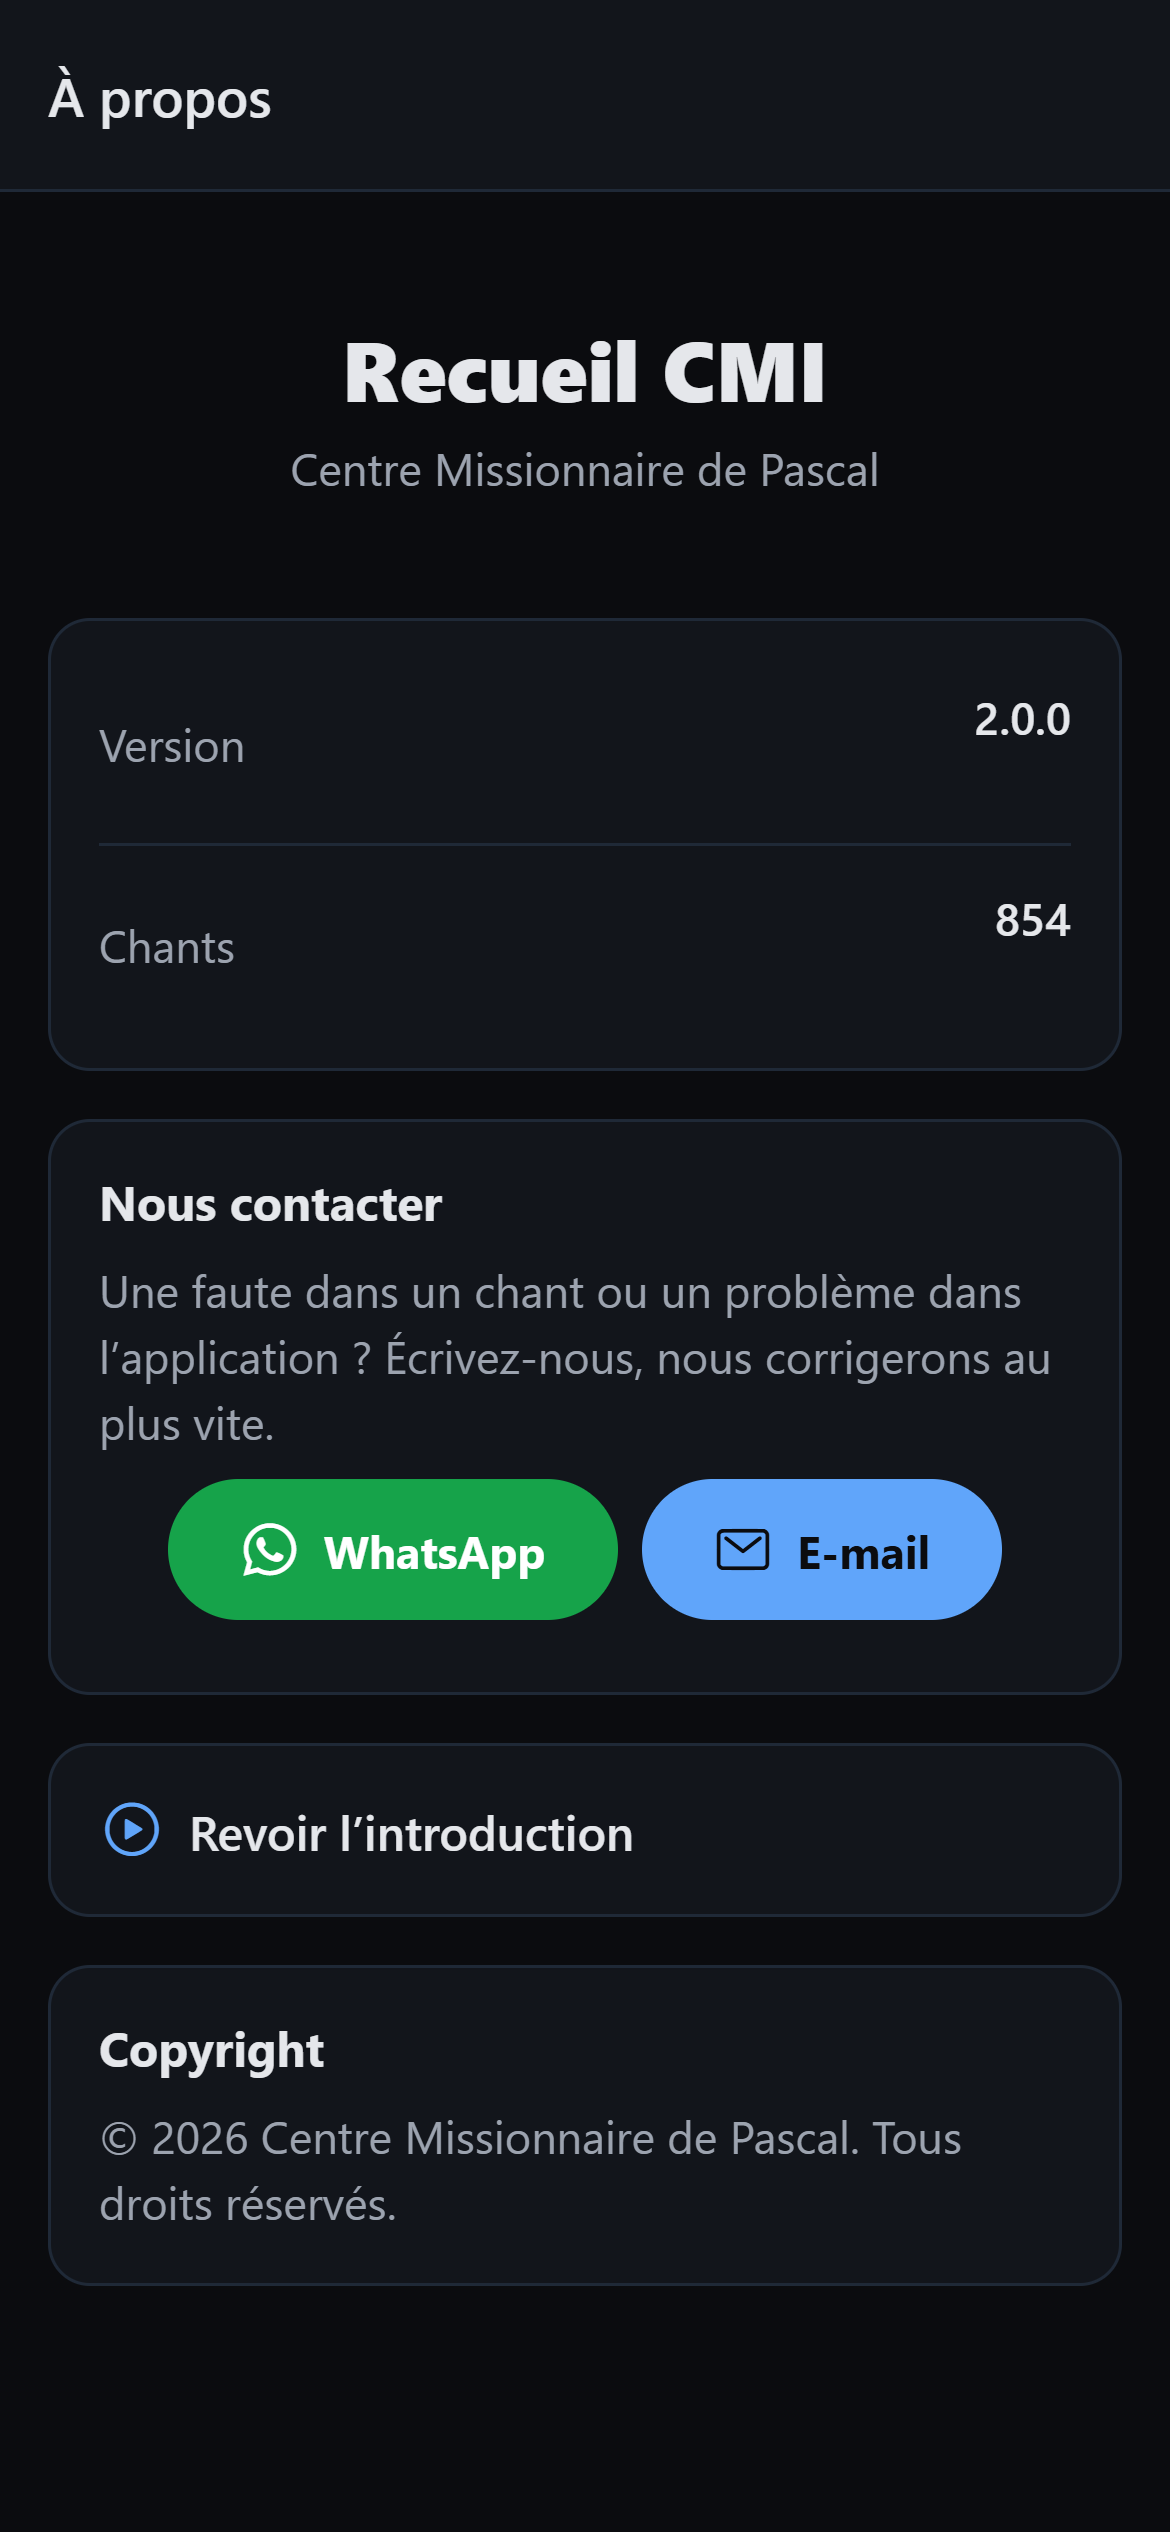 À propos
Recueil CMI
Centre Missionnaire de Pascal
Version
2.0.0
Chants
854
Nous contacter
Une faute dans un chant ou un problème dans
l’application ? Écrivez-nous, nous corrigerons au
plus vite.
WhatsApp
E-mail
Revoir l’introduction
Copyright
© 2026 Centre Missionnaire de Pascal. Tous
droits réservés.